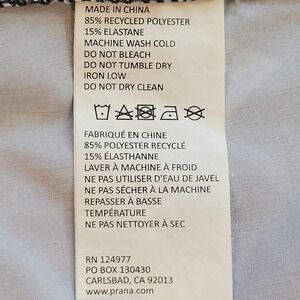 MADE IN CHINA
85% RECYCLED POLYESTER
15% ELASTANE
MACHINE WASH COLD
DO NOT BLEACH
DO NOT TUMBLE DRY
IRON LOW
DO NOT DRY CLEAN
FABRIQUÉ EN CHINE
85% POLYESTER RECYCLÉ
15% ÉLASTHANNE
LAVER À MACHINE À FROID
NE PAS UTILISER D'EAU DE JAVEL
NE PAS SÉCHER À LA MACHINE
REPASSER À BASSE
TEMPÉRATURE
NE PAS NETTOYER À SEC
RN 124977
PO BOX 130430
CARLSBAD, CA 92013
www.prana.com